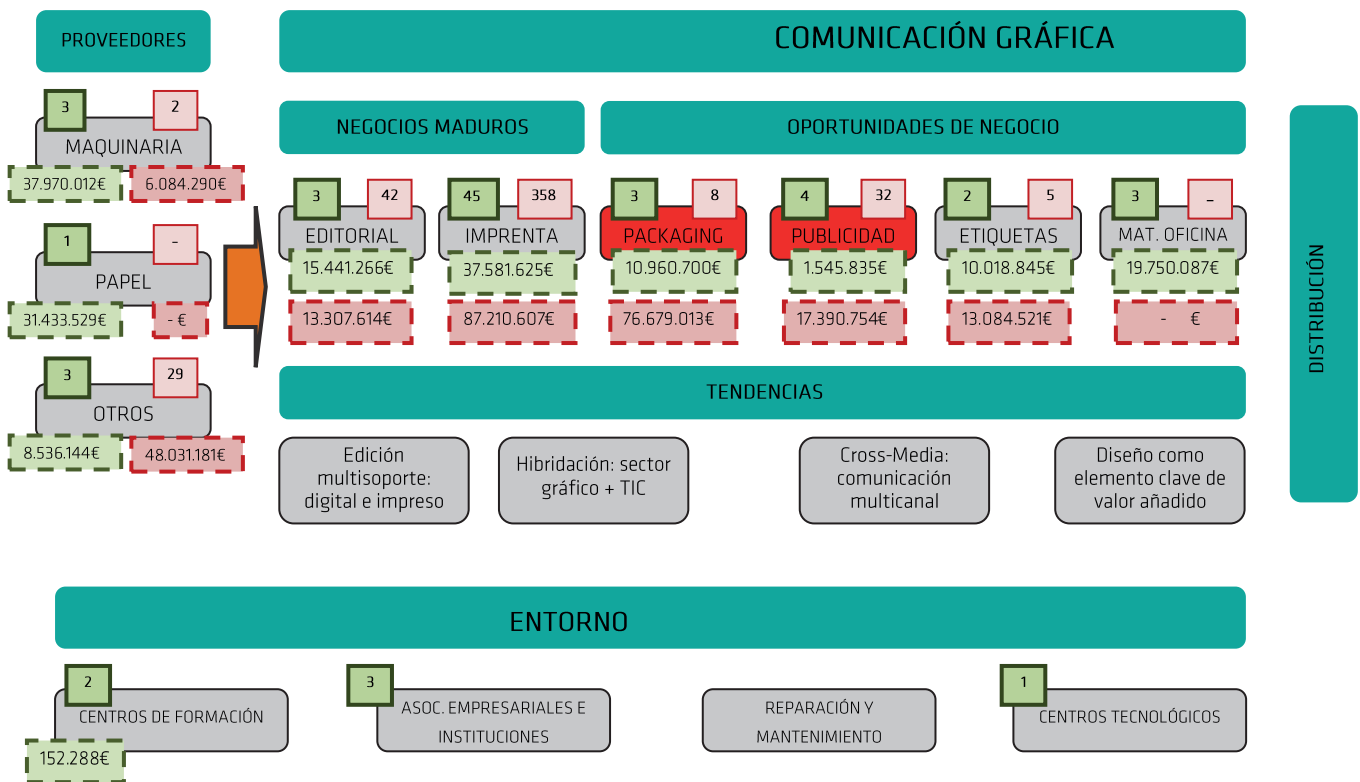 PROVEEDORES
COMUNICACIÓN GRÁFICA
3
2
MAQUINARIA
37.970.012€
6.084.290€
1
-
PAPEL
31.433.529€
- €
3
29
OTROS
8.536.144€
48.031.181€
NEGOCIOS MADUROS
OPORTUNIDADES DE NEGOCIO
3
42
EDITORIAL
15.441.266€
13.307.614€
45
358
IMPRENTA
37.581.625€
87.210.607€
3
8
PACKAGING
10.960.700€
76.679.013€
4
32
PUBLICIDAD
1.545.835€
17.390.754€
2
5
ETIQUETAS
10.018.845€
13.084.521€
3
–
MAT. OFICINA
19.750.087€
- €
TENDENCIAS
Edición
multisoporte:
digital e impreso
Hibridación: sector
gráfico + TIC
Cross-Media:
comunicación
multicanal
Diseño como
elemento clave de
valor añadido
DISTRIBUCIÓN
ENTORNO
2
CENTROS DE FORMACIÓN
152.288€
3
ASOC. EMPRESARIALES E
INSTITUCIONES
REPARACIÓN Y
MANTENIMIENTO
1
CENTROS TECNOLÓGICOS